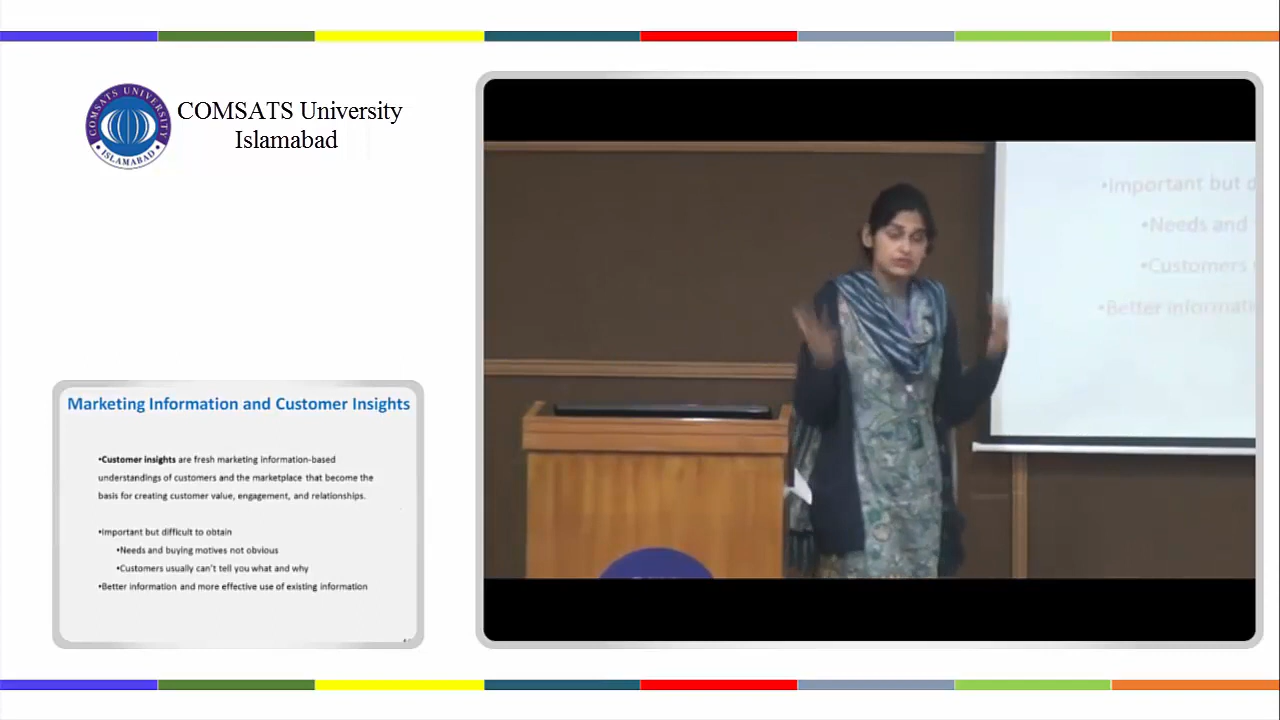 COMSATS UNIVERSITY
ISLAMABAD
COMSATS University
Islamabad
Marketing Information and Customer Insights
•Customer insights are fresh marketing information-based
understandings of customers and the marketplace that become the
basis for creating customer value, engagement, and relationships.
•Important but difficult to obtain
•Needs and buying motives not obvious
•Customers usually can't tell you what and why
•Better information and more effective use of existing information
•Important but d
•Needs and
•Customers
•Better informati